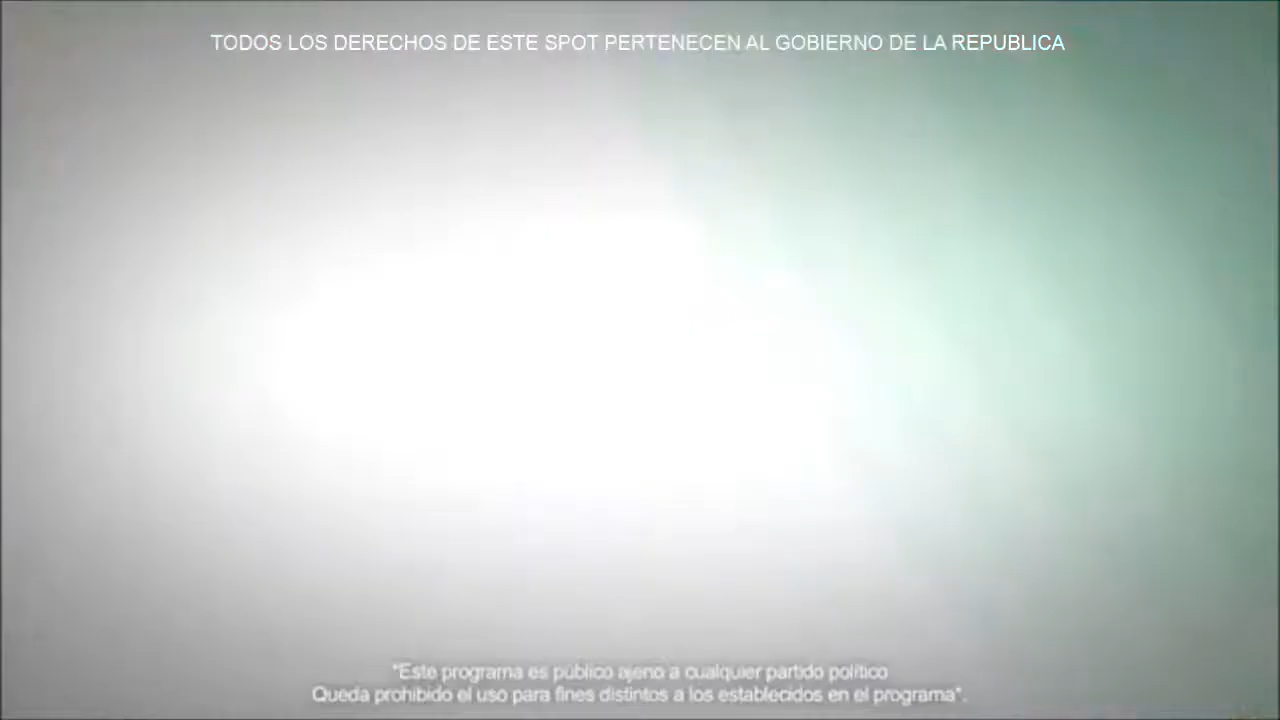 TODOS LOS DERECHOS DE ESTE SPOT PERTENECEN AL GOBIERNO DE LA REPUBLICA
"Este programa es público ajeno a cualquier partido político
Queda prohibido el uso para fines distintos a los establecidos en el programa".